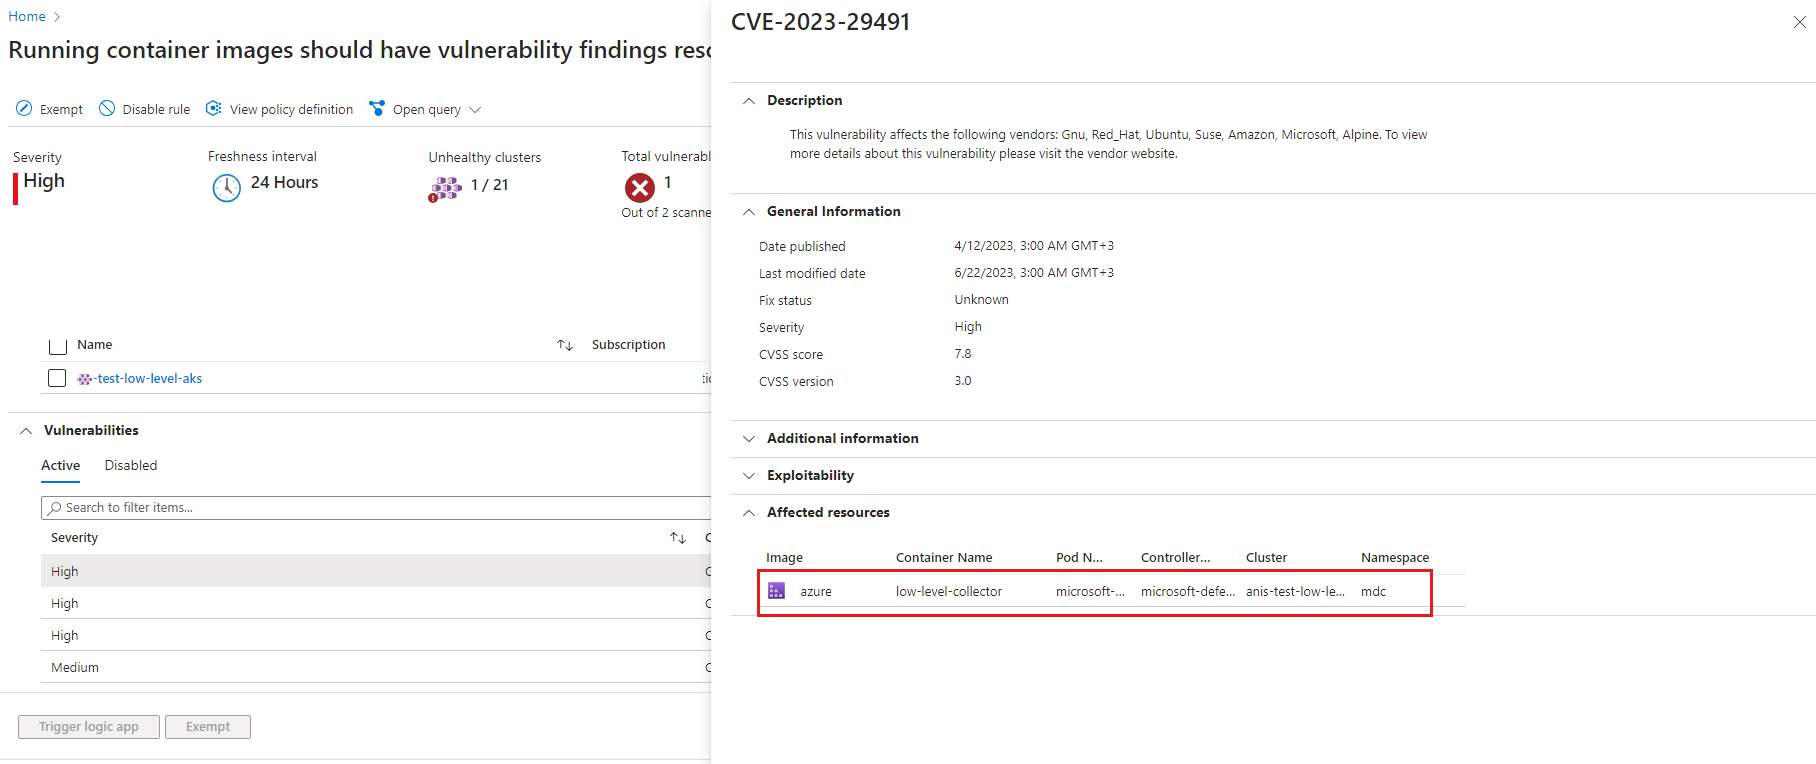 Home
Running container images should have vulnerability findings
Exempt Disable rule View policy definition Open query
Severity Freshness interval Unhealthy clusters Total
High 24 Hours 1 / 21 1
Out of 2
Name Subscription
-test-low-level-aks
Vulnerabilities
Active Disabled
Search to filter items...
Severity
High
High
High
Medium
Trigger logic app Exempt
CVE-2023-29491
Description
This vulnerability affects the following vendors: Gnu, Red_Hat, Ubuntu, Suse, Amazon, Microsoft, Alpine. To view
more details about this vulnerability please visit the vendor website.
General Information
Date published 4/12/2023, 3:00 AM GMT+3
Last modified date 6/22/2023, 3:00 AM GMT+3
Fix status Unknown
Severity High
CVSS score 7.8
CVSS version 3.0
Additional information
Exploitability
Affected resources
Image Container Name Pod N... Controller... Cluster Namespace
azure low-level-collector microsoft-... microsoft-defe... anis-test-low-le... mdc